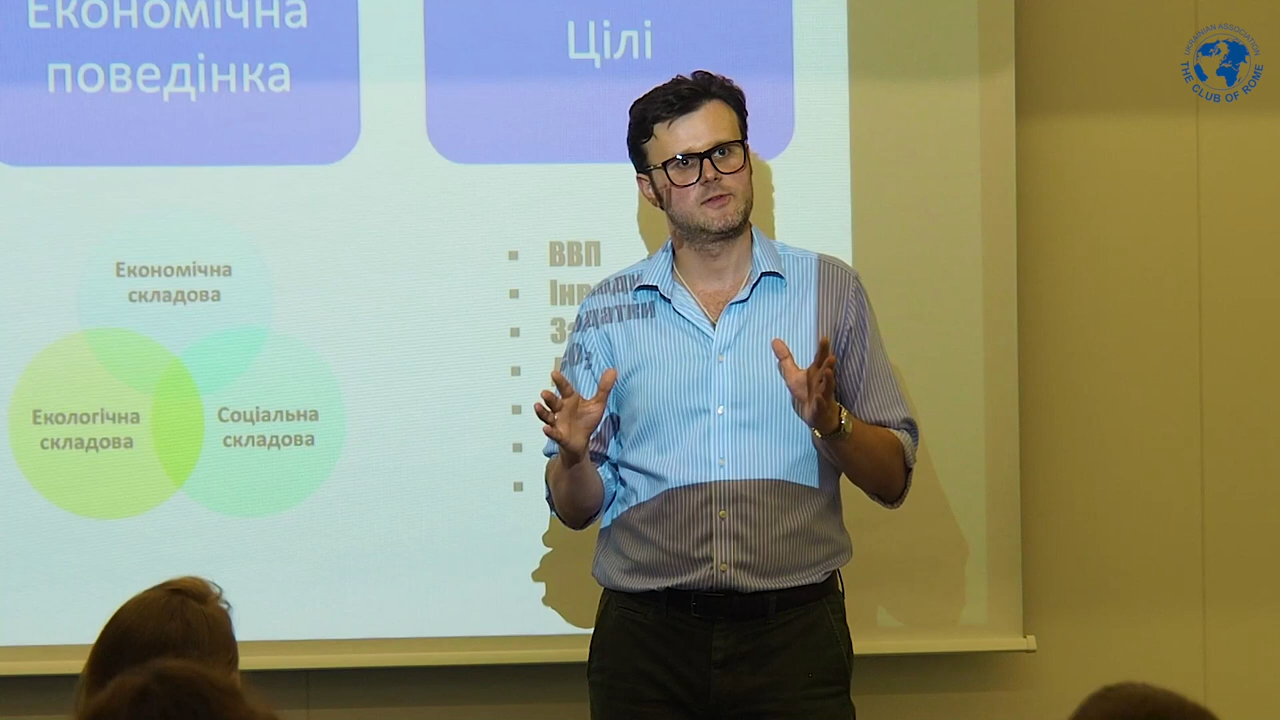 Економічна
поведінка
Цілі
Економічна
складова
Екологічна
складова
Соціальна
складова
ВВП
UKRAINIAN ASSOCIATION
THE CLUB OF ROME